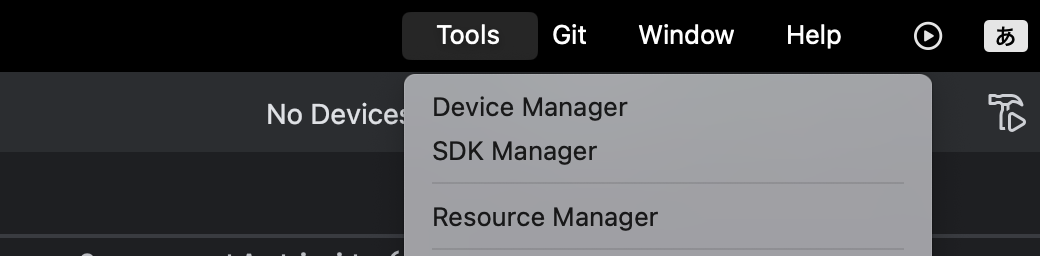 Tools Git Window Help あ
No Devices
Device Manager
SDK Manager
Resource Manager